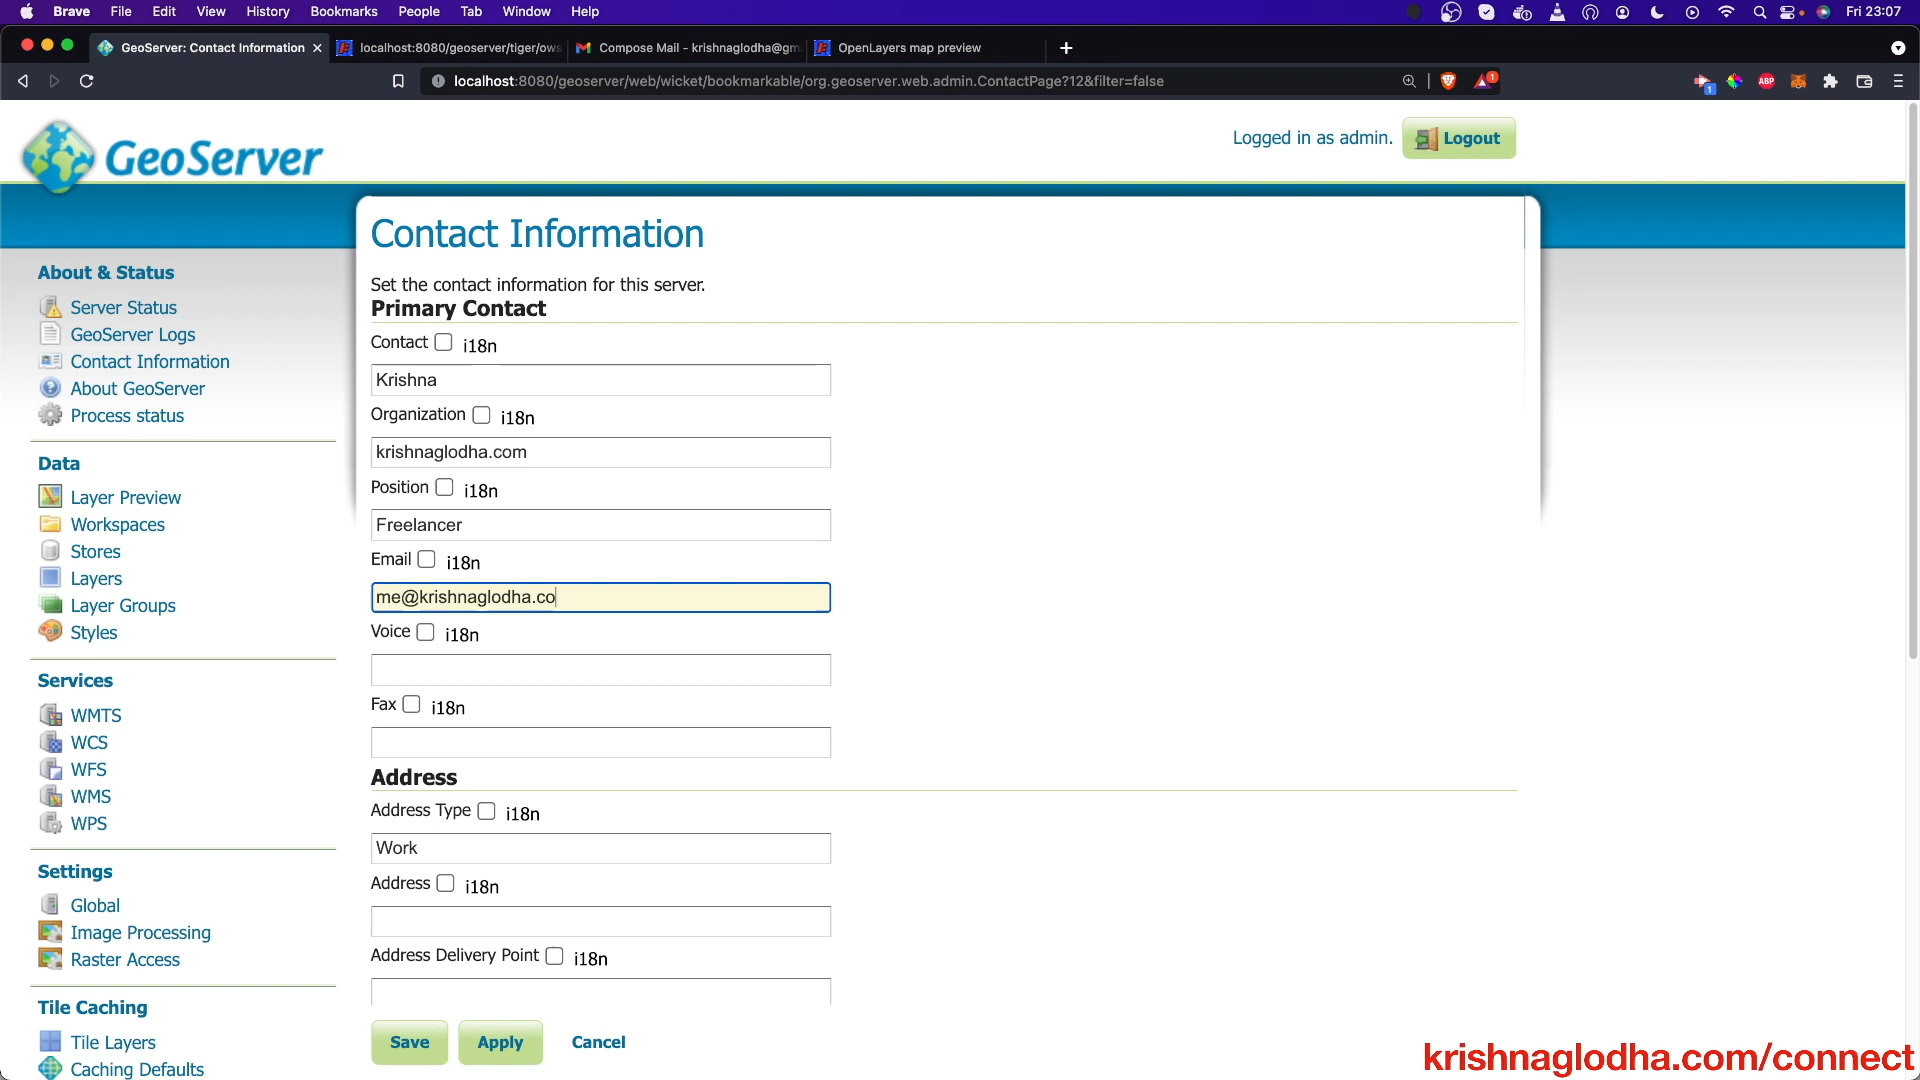 Brave File Edit View History Bookmarks People Tab Window Help Fri 23:07
GeoServer: Contact Information localhost:8080/geoserver/tiger/ows Compose Mail - krishnaglodha@gm OpenLayers map preview
localhost:8080/geoserver/web/wicket/bookmarkable/org.geoserver.web.admin.ContactPage?12&filter=false 1 1 ABP
GeoServer
Logged in as admin. Logout
About & Status
Server Status
GeoServer Logs
Contact Information
About GeoServer
Process status
Data
Layer Preview
Workspaces
Stores
Layers
Layer Groups
Styles
Services
WMTS
WCS
WFS
WMS
WPS
Settings
Global
Image Processing
Raster Access
Tile Caching
Tile Layers
Caching Defaults
Contact Information
Set the contact information for this server.
Primary Contact
Contact i18n
Krishna
Organization i18n
krishnaglodha.com
Position i18n
Freelancer
Email i18n
me@krishnaglodha.co
Voice i18n
Fax i18n
Address
Address Type i18n
Work
Address i18n
Address Delivery Point i18n
Save Apply Cancel
krishnaglodha.com/connect